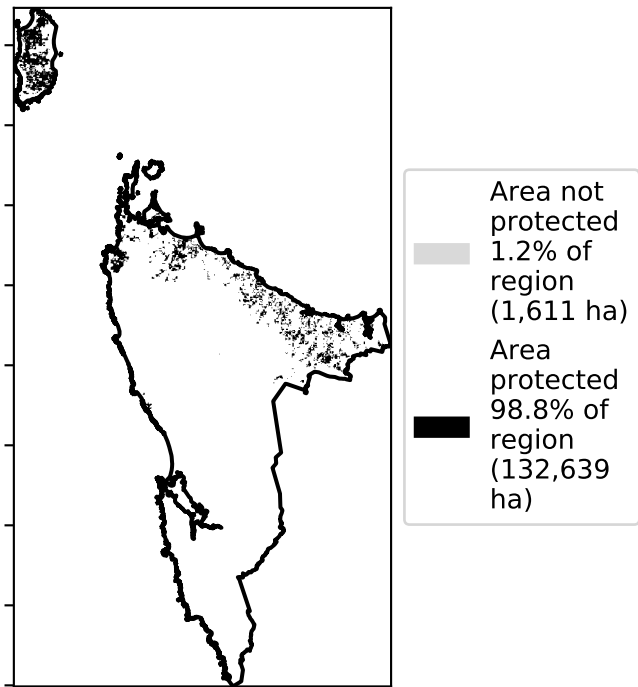 Area not
protected
1.2% of
region
(1,611 ha)
Area
protected
98.8% of
region
(132,639
ha)